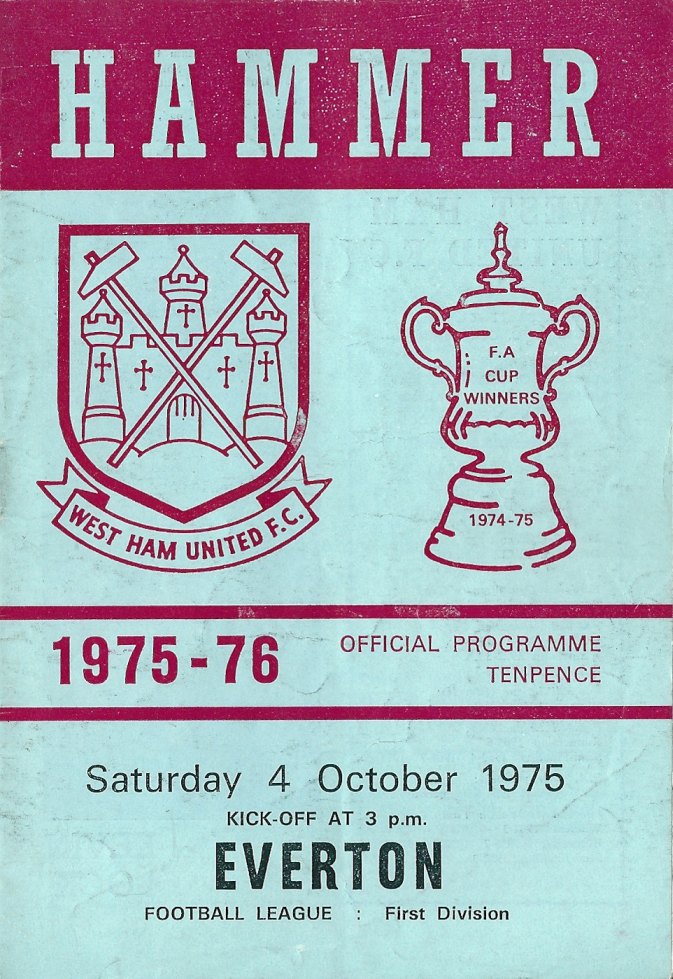 HAMMER
F.A
CUP
WINNERS
1974-75
WEST HAM UNITED F.C.
1975-76
OFFICIAL PROGRAMME
TENPENCE
Saturday 4 October 1975
KICK-OFF AT 3 p.m.
EVERTON
FOOTBALL LEAGUE : First Division